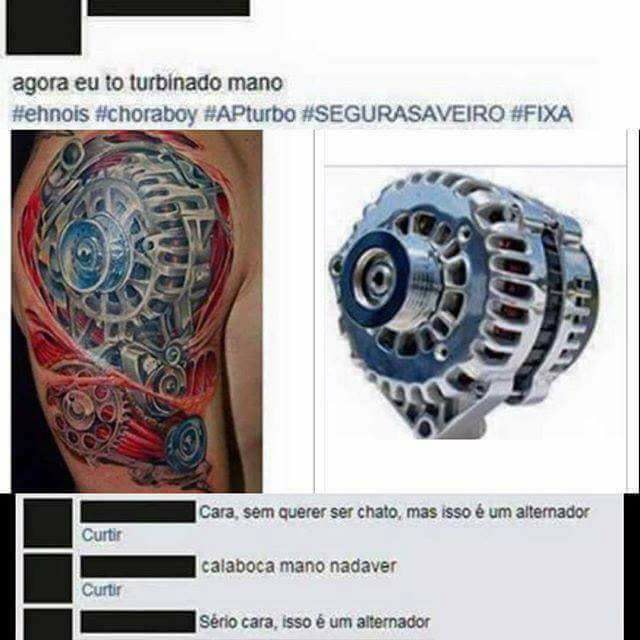 agora eu to turbinado mano
#ehnois #choraboy #APturbo #SEGURASAVEIRO #FIXA
Cara, sem querer ser chato, mas isso é um alternador
Curtir
calaboca mano nadaver
Curtir
Sério cara, isso é um alternador